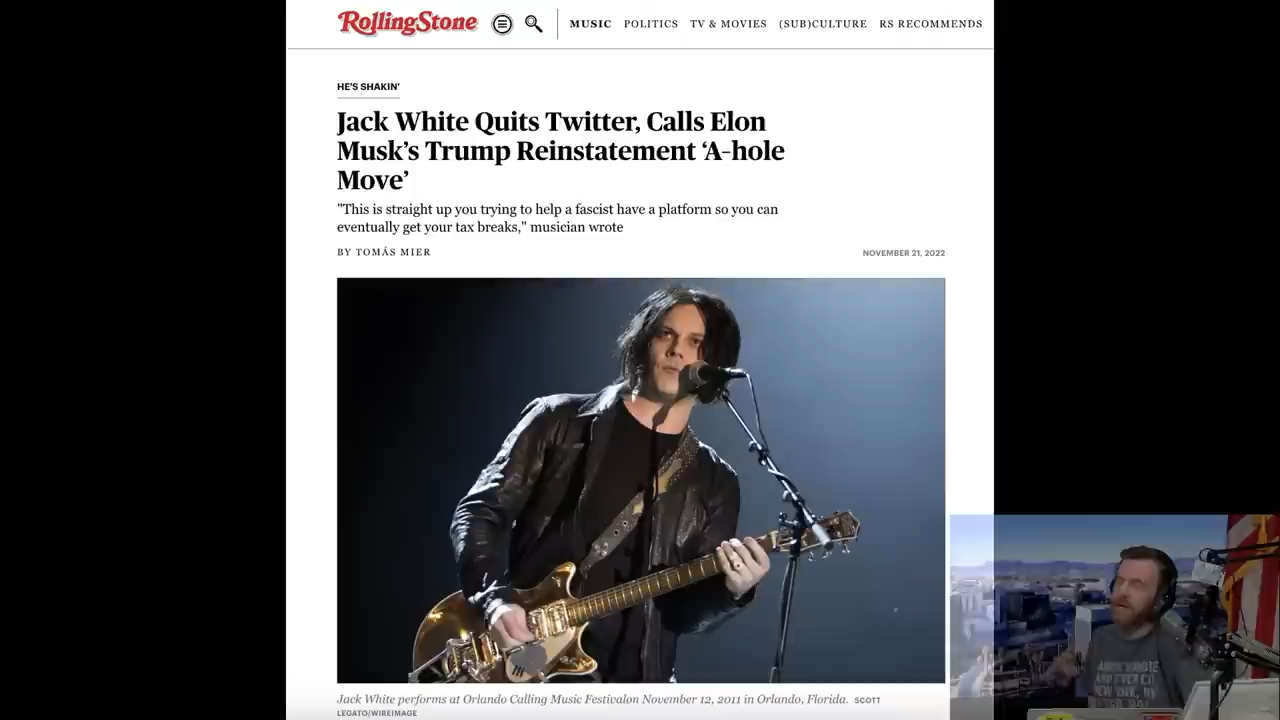 RollingStone
MUSIC POLITICS TV & MOVIES (SUB)CULTURE RS RECOMMENDS
HE'S SHAKIN'
Jack White Quits Twitter, Calls Elon
Musk's Trump Reinstatement ‘A-hole
Move’
"This is straight up you trying to help a fascist have a platform so you can
eventually get your tax breaks," musician wrote
BY TOMÁS MIER
NOVEMBER 21, 2022
Jack White performs at Orlando Calling Music Festivalon November 12, 2011 in Orlando, Florida. SCOTT
LEGATO/WIREIMAGE
NEW YORK, NY